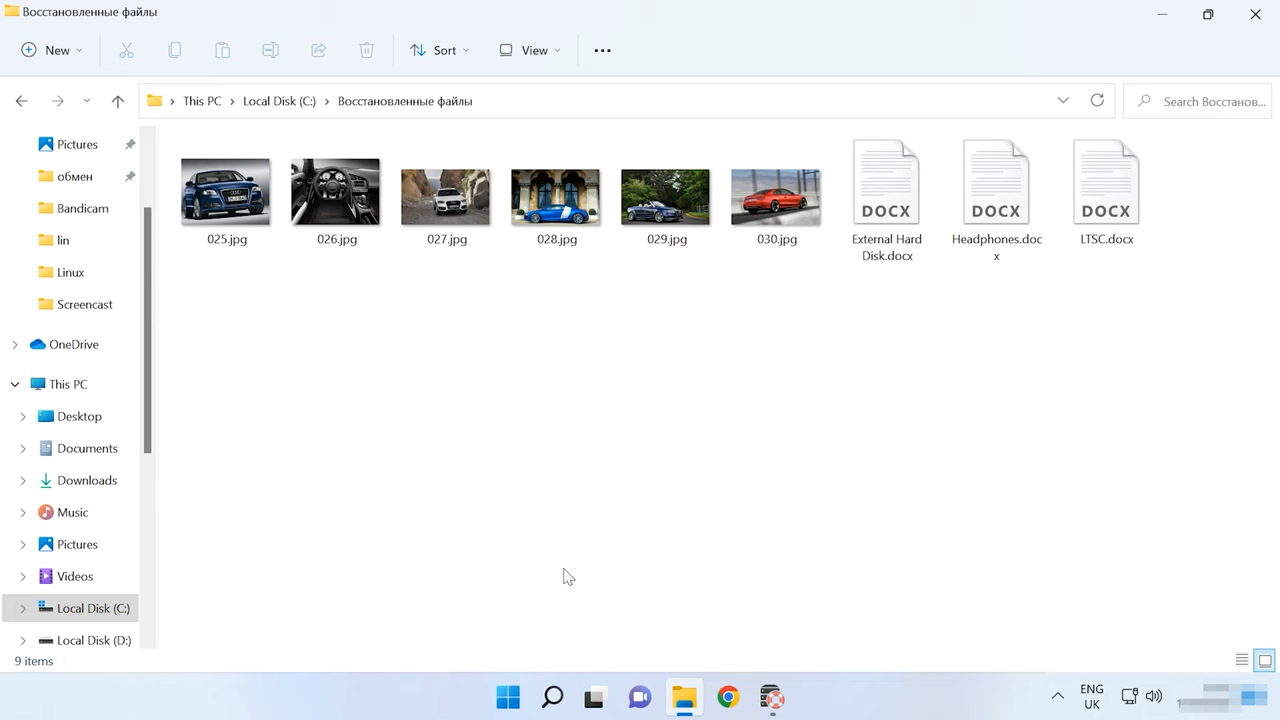 Восстановленные файлы
New
Sort
View
This PC
Local Disk (C:)
Восстановленные файлы
Search Восстанов...
Pictures
обмен
Bandicam
lin
Linux
Screencast
OneDrive
This PC
Desktop
Documents
Downloads
Music
Pictures
Videos
Local Disk (C:)
Local Disk (D:)
025.jpg
026.jpg
027.jpg
028.jpg
029.jpg
030.jpg
DOCX
External Hard
Disk.docx
DOCX
Headphones.doc
x
DOCX
LTSC.docx
9 items
ENG
UK